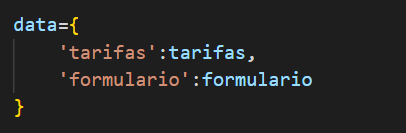 data={
    'tarifas':tarifas,
    'formulario':formulario
}